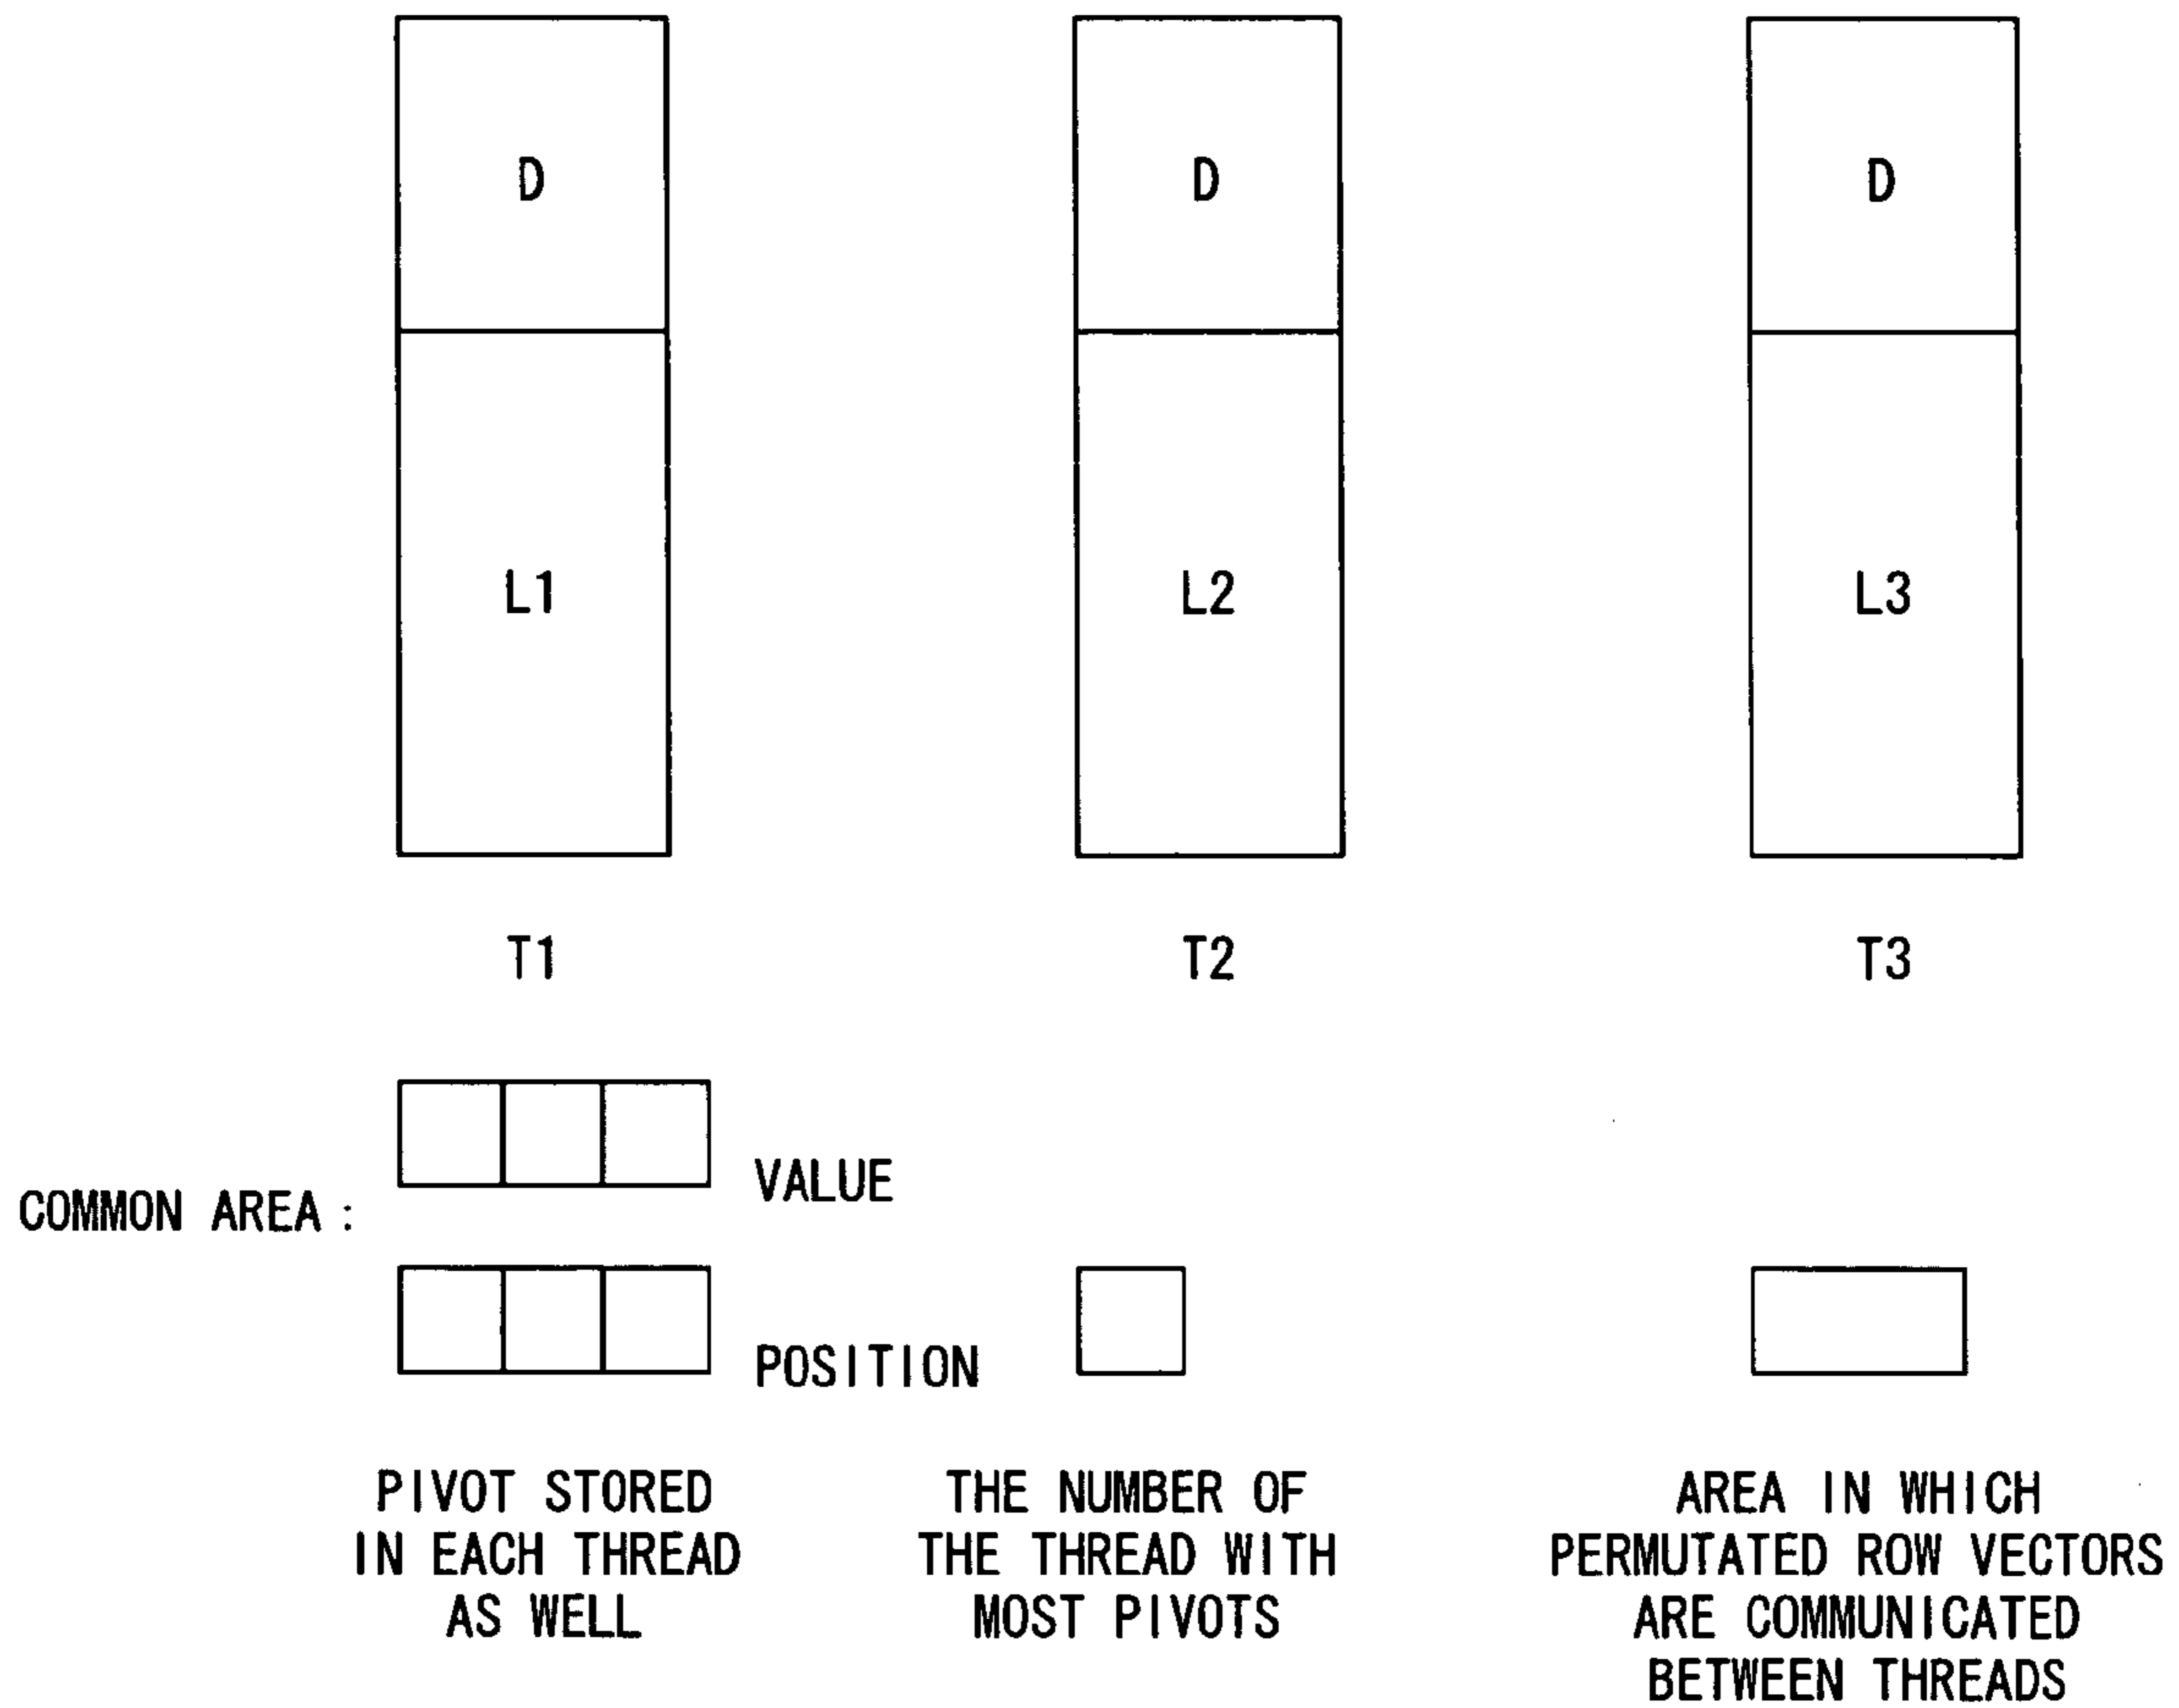 D D D
L1 L2 L3
T1 T2 T3
VALUE
COMMON AREA :
POSITION
PIVOT STORED
IN EACH THREAD
AS WELL
THE NUMBER OF
THE THREAD WITH
MOST PIVOTS
AREA IN WHICH
PERMUTATED ROW VECTORS
ARE COMMUNICATED
BETWEEN THREADS